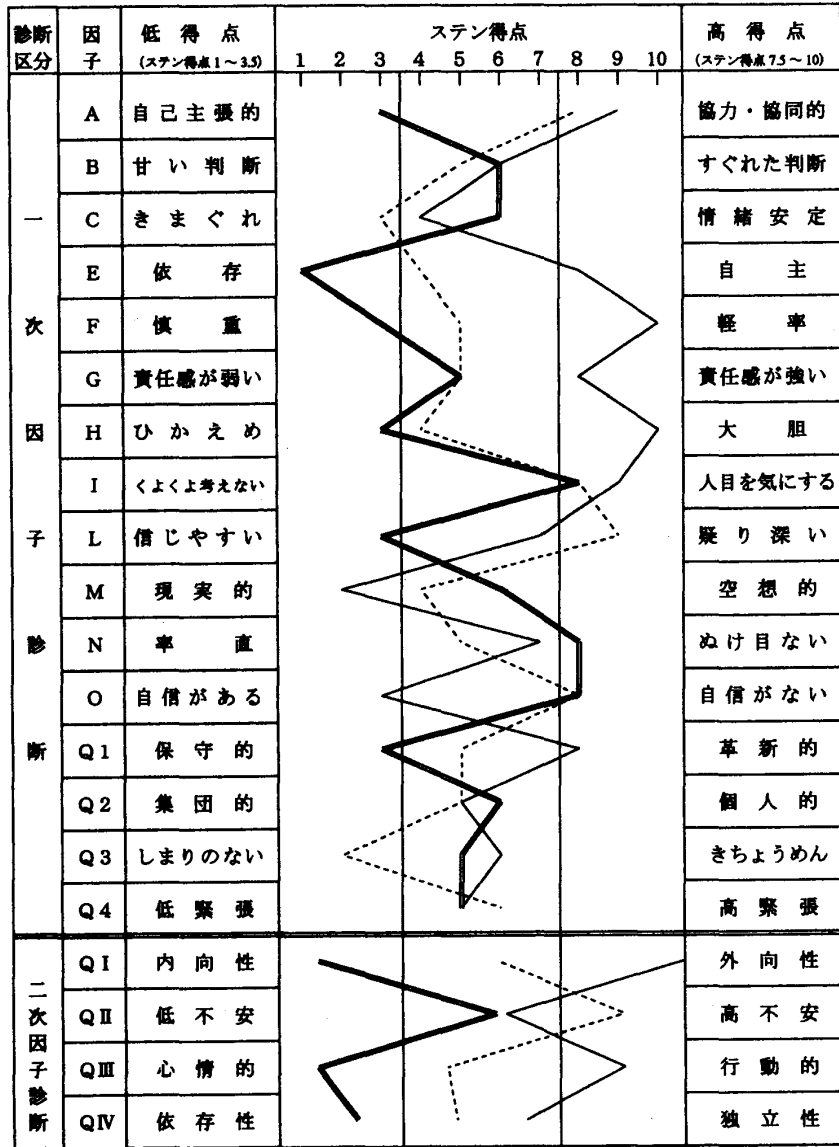 診断区分 因子 低得点 (ステン得点1～3.5) ステン得点 高得点 (ステン得点7.5～10)
1 2 3 4 5 6 7 8 9 10
一次因子診断
A 自己主張的 協力・協同的
B 甘い判断 すぐれた判断
C きまぐれ 情緒安定
E 依存 自主
F 慎重 軽率
G 責任感が弱い 責任感が強い
H ひかえめ 大胆
I くよくよ考えない 人目を気にする
L 信じやすい 疑り深い
M 現実的 空想的
N 率直 ぬけ目ない
O 自信がある 自信がない
Q1 保守的 革新的
Q2 集団的 個人的
Q3 しまりのない きちょうめん
Q4 低緊張 高緊張
二次因子診断
QⅠ 内向性 外向性
QⅡ 低不安 高不安
QⅢ 心情的 行動的
QⅣ 依存性 独立性